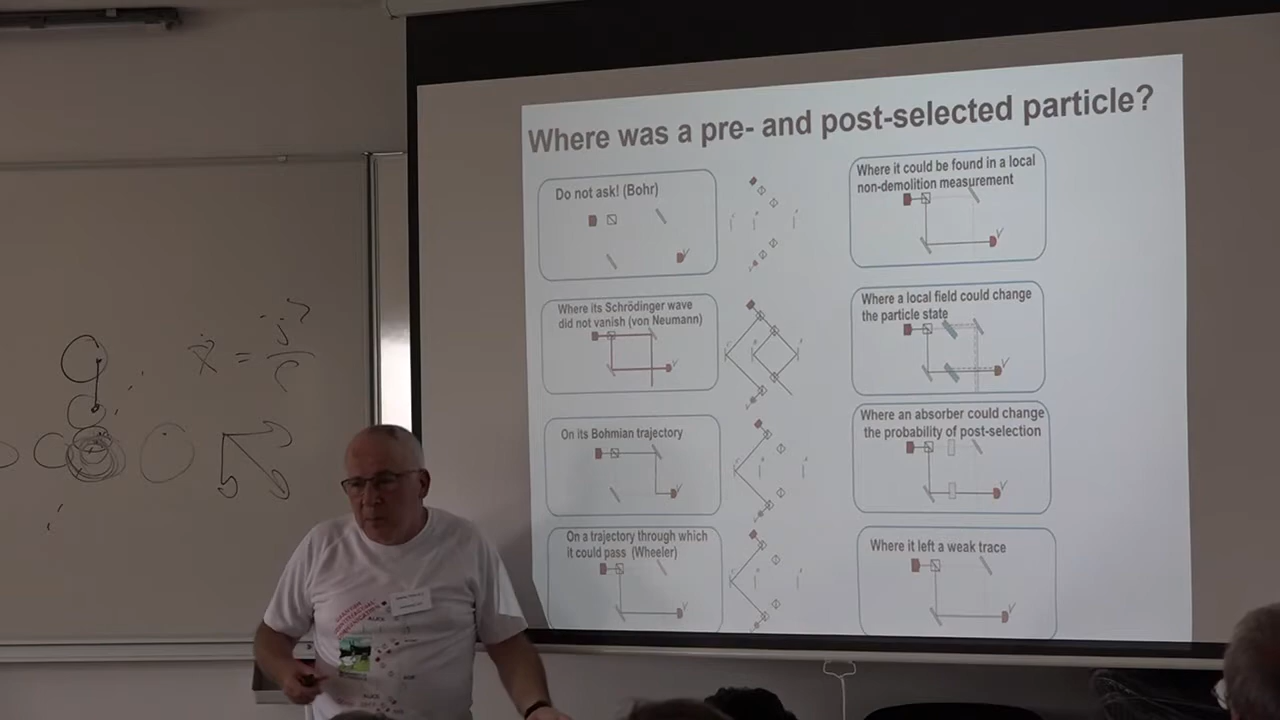 Where was a pre- and post-selected particle?
Do not ask! (Bohr)
Where its Schrödinger wave
did not vanish (von Neumann)
On its Bohmian trajectory
On a trajectory through which
it could pass (Wheeler)
Where it could be found in a local
non-demolition measurement
Where a local field could change
the particle state
Where an absorber could change
the probability of post-selection
Where it left a weak trace